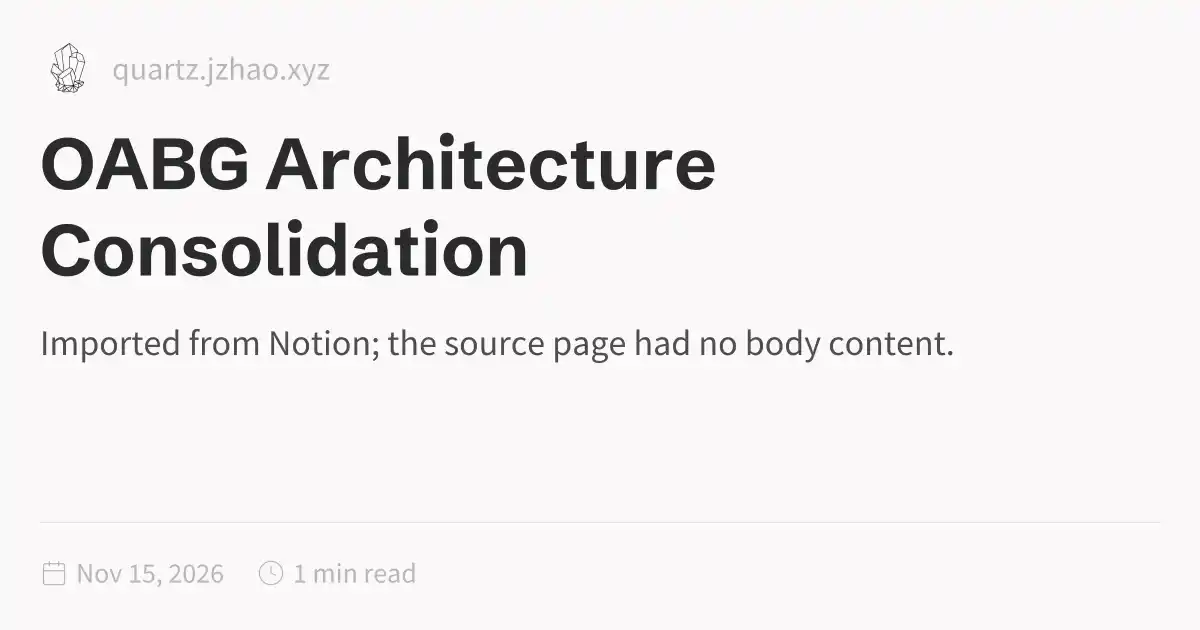 quartz.jzhao.xyz
OABG Architecture
Consolidation
Imported from Notion; the source page had no body content.
Nov 15, 2026 1 min read